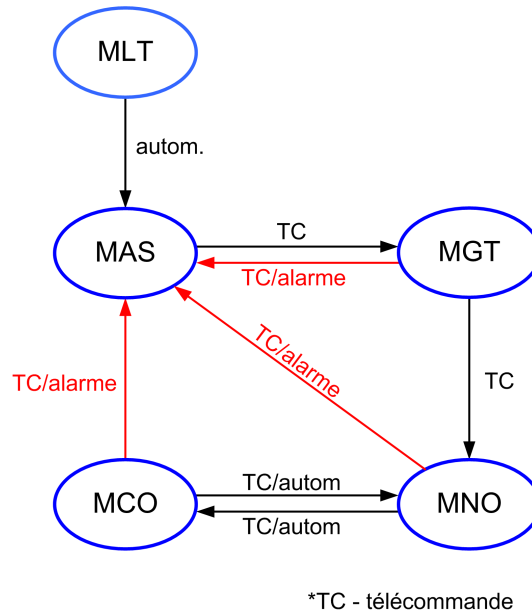 MLT
autom.
MAS
TC
MGT
TC/alarme
TC/alarme
TC/alarme
TC
MCO
TC/autom
TC/autom
MNO
*TC - télécommande